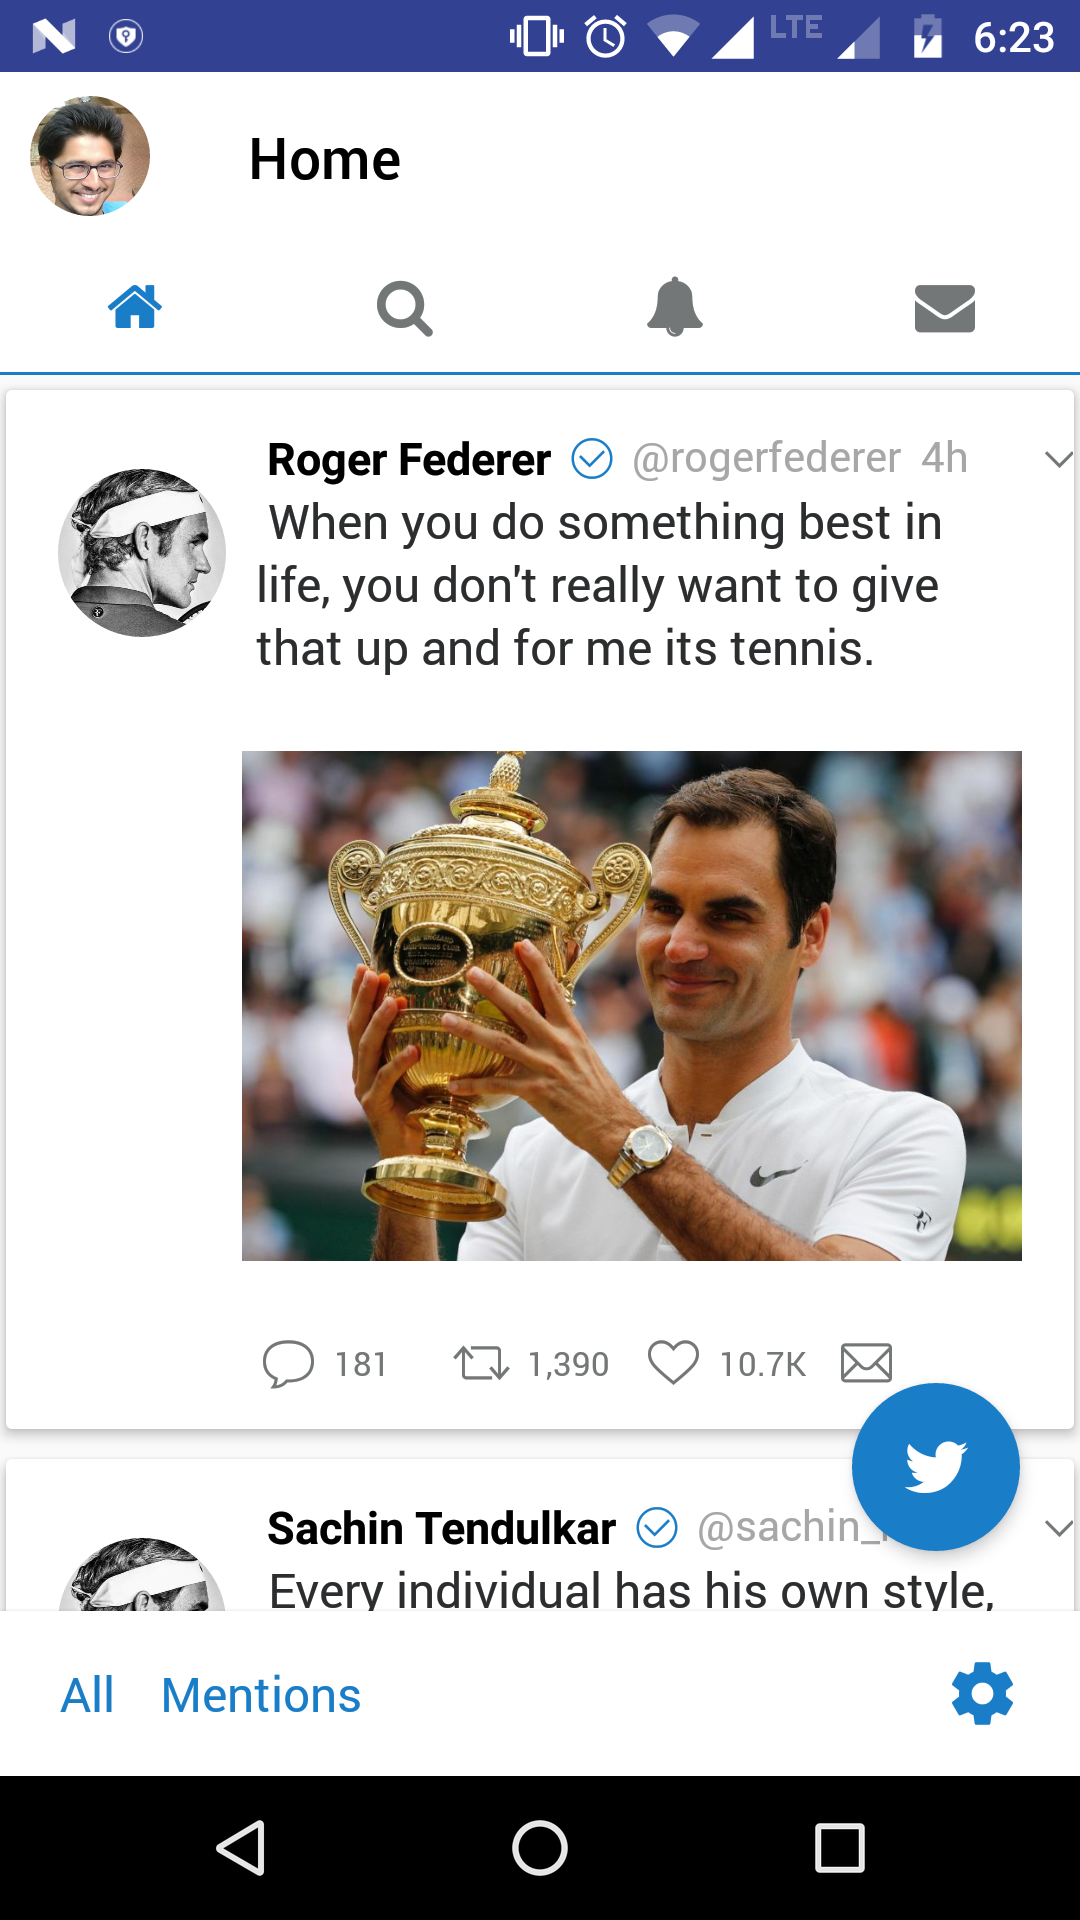 LTE 6:23
Home
Roger Federer @rogerfederer 4h
When you do something best in
life, you don't really want to give
that up and for me its tennis.
181 1,390 10.7K
Sachin Tendulkar @sachin_
Every individual has his own style,
All Mentions